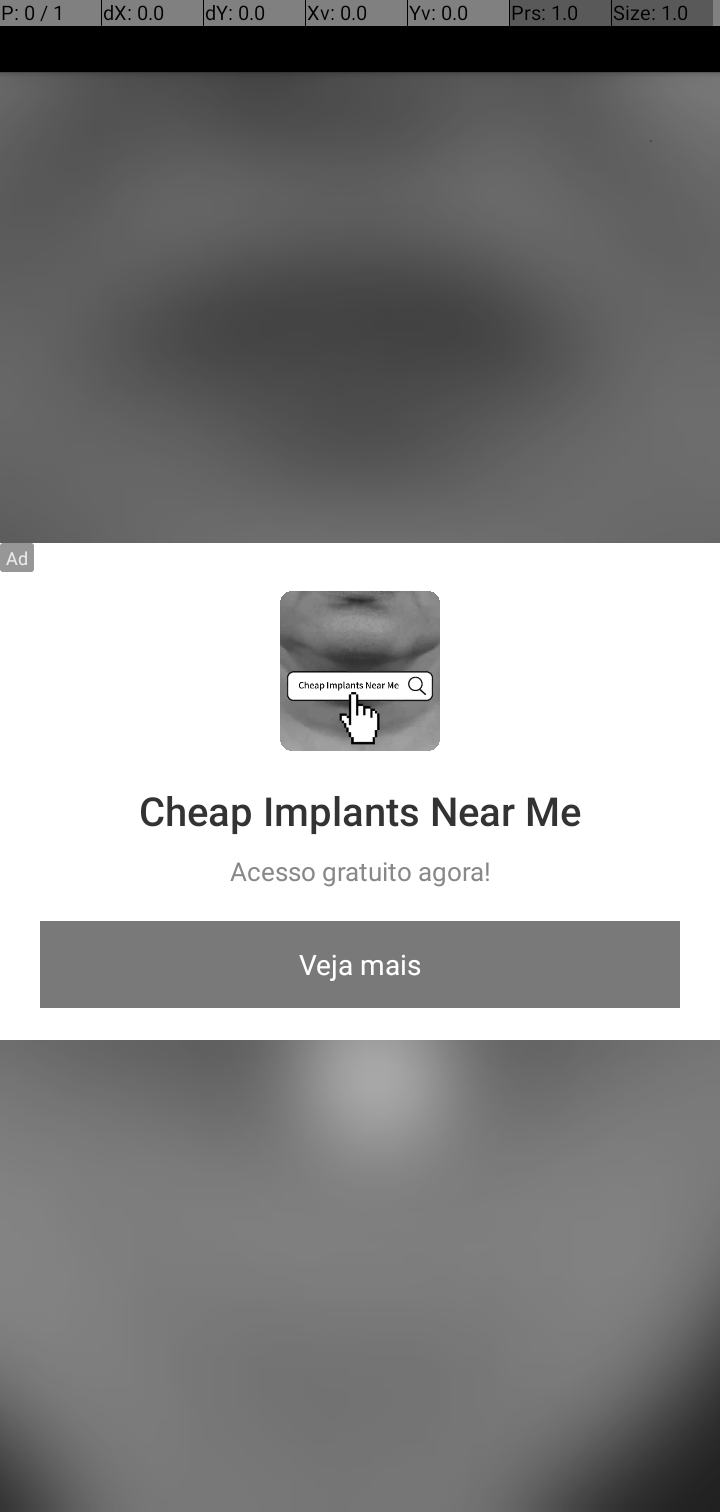 P: 0 / 1 dX: 0.0 dY: 0.0 Xv: 0.0 Yv: 0.0 Prs: 1.0 Size: 1.0
Ad
Cheap Implants Near Me
Cheap Implants Near Me
Acesso gratuito agora!
Veja mais